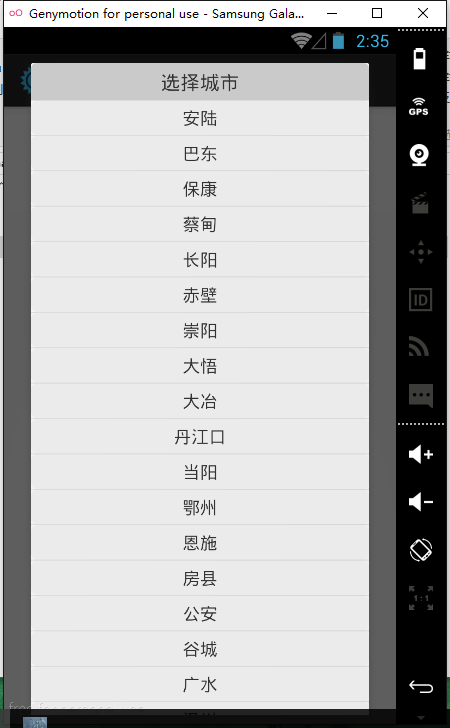 Genymotion for personal use - Samsung Gala...
2:35
选择城市
安陆
巴东
保康
蔡甸
长阳
赤壁
崇阳
大悟
大冶
丹江口
当阳
鄂州
恩施
房县
公安
谷城
广水
GPS
ID
1:1